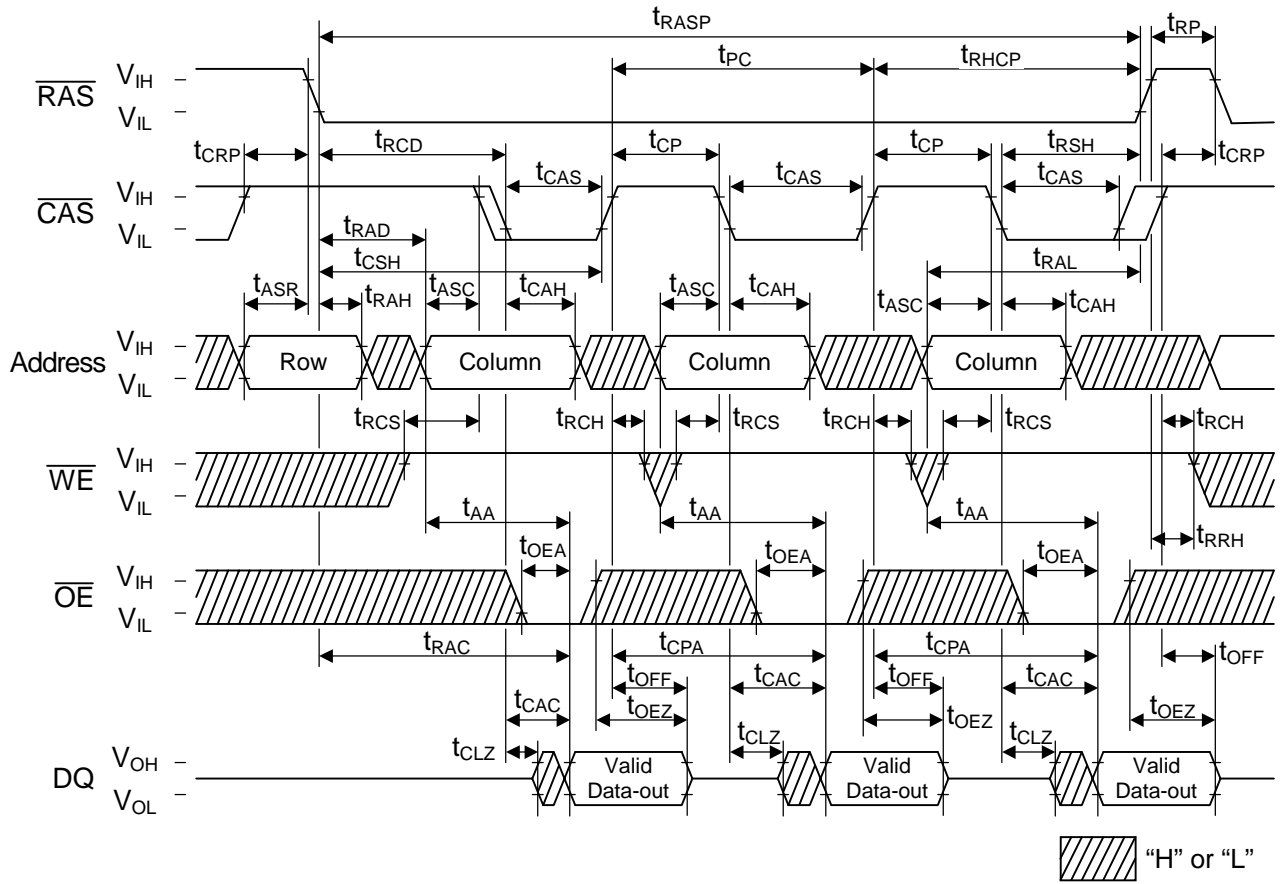 tRASP
tRP
tPC
tRHCP
RAS
VIH
VIL
tCRP
tRCD
tCP
tCP
tRSH
tCRP
tCAS
tCAS
tCAS
CAS
VIH
VIL
tRAD
tCSH
tRAL
tASR
tRAH
tASC
tCAH
tASC
tCAH
tASC
tCAH
Address
VIH
VIL
Row
Column
Column
Column
tRCS
tRCH
tRCS
tRCH
tRCS
tRCH
WE
VIH
VIL
tAA
tAA
tAA
tRRH
tOEA
tOEA
tOEA
OE
VIH
VIL
tRAC
tCPA
tCPA
tOFF
tCAC
tOFF
tCAC
tOFF
tCAC
tOEZ
tOEZ
tOEZ
tCLZ
tCLZ
tCLZ
DQ
VOH
VOL
Valid
Data-out
Valid
Data-out
Valid
Data-out
“H” or “L”